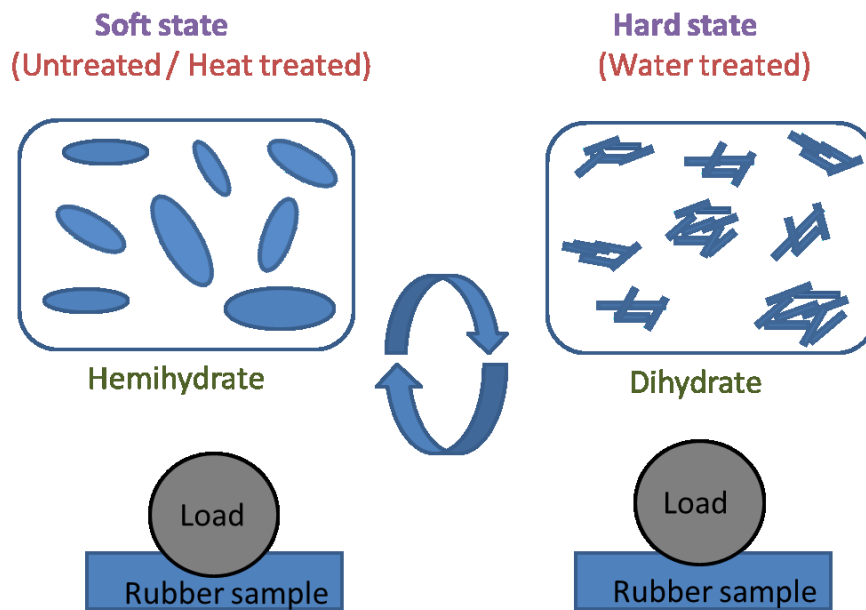 Soft state
(Untreated / Heat treated)
Hemihydrate
Load
Rubber sample
Hard state
(Water treated)
Dihydrate
Load
Rubber sample